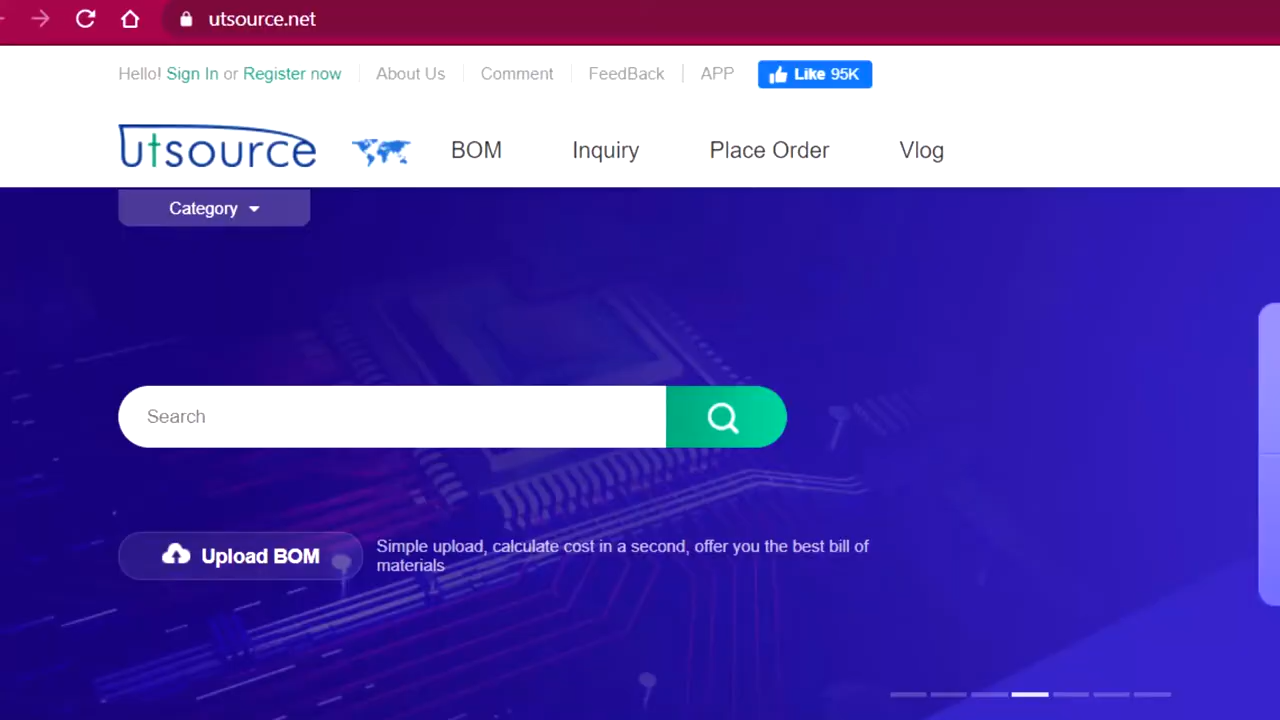 utsource.net
Hello! Sign In or Register now About Us Comment FeedBack APP Like 95K
utsource BOM Inquiry Place Order Vlog
Category
Search
Upload BOM
Simple upload, calculate cost in a second, offer you the best bill of
materials